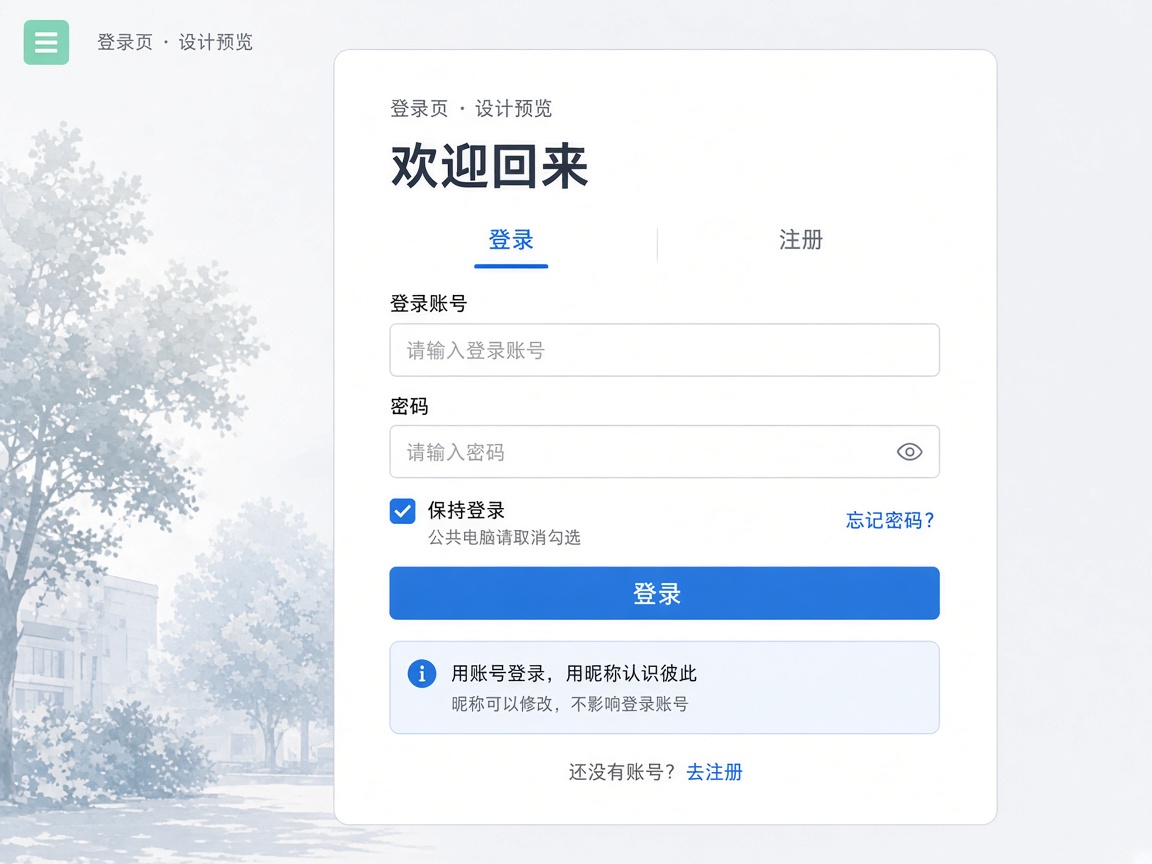 登录页 · 设计预览
登录页 · 设计预览
欢迎回来
登录
注册
登录账号
请输入登录账号
密码
请输入密码
保持登录
公共电脑请取消勾选
忘记密码？
登录
用账号登录，用昵称认识彼此
昵称可以修改，不影响登录账号
还没有账号？ 去注册